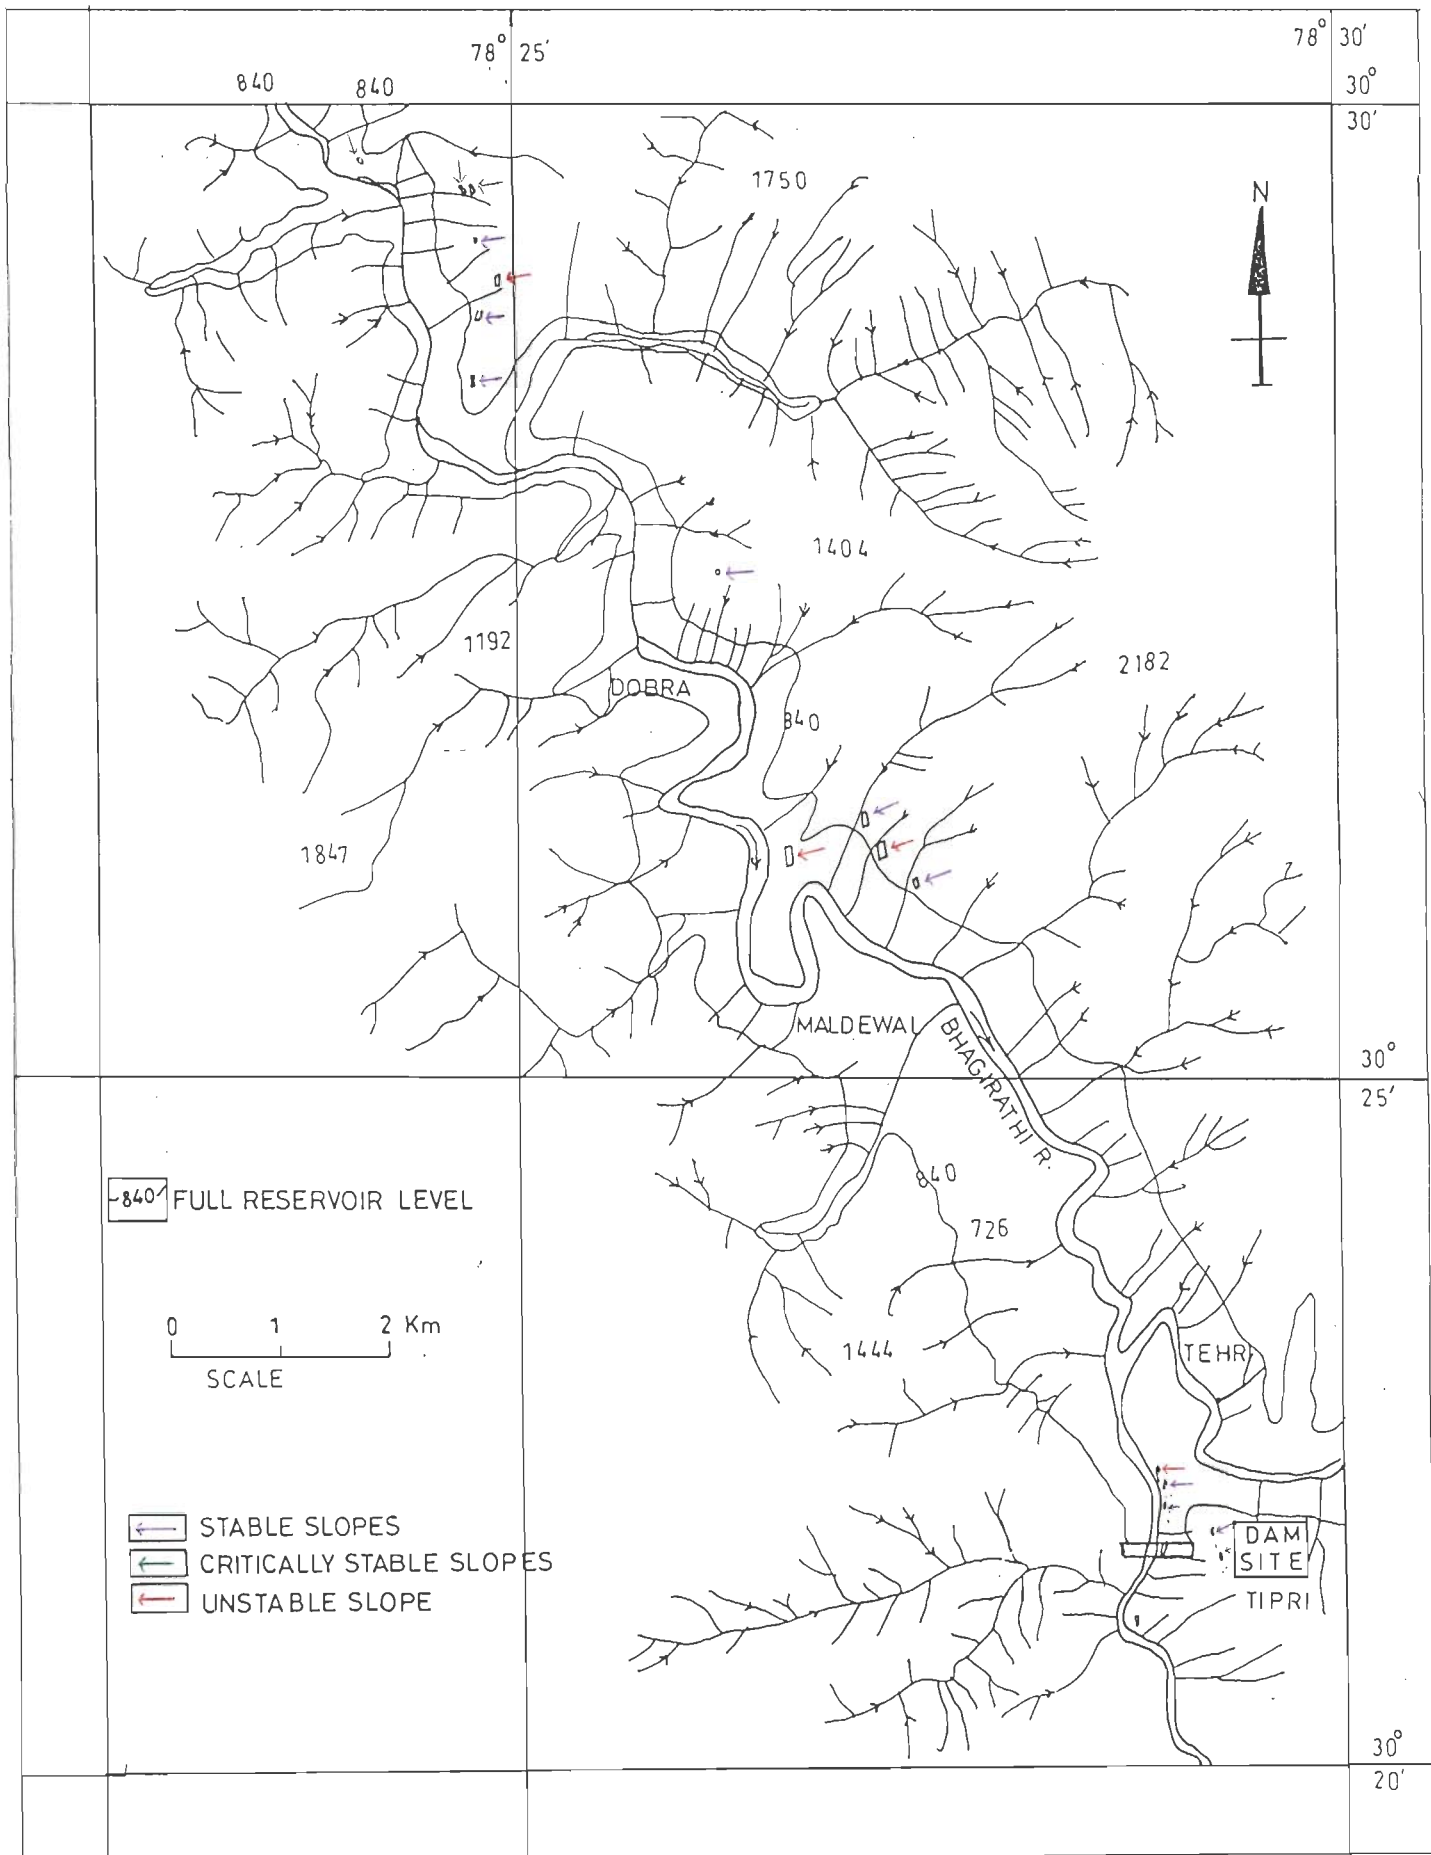 78° 25'
78° 30'
30°
30'
840
840
1750
N
1404
1192
2182
DOBRA
840
1847
MALDEWAL
BHAGIRATHI R.
30°
25'
840
FULL RESERVOIR LEVEL
840
726
0 1 2 Km
SCALE
1444
TEHRI
STABLE SLOPES
CRITICALLY STABLE SLOPES
UNSTABLE SLOPE
DAM
SITE
TIPRI
30°
20'